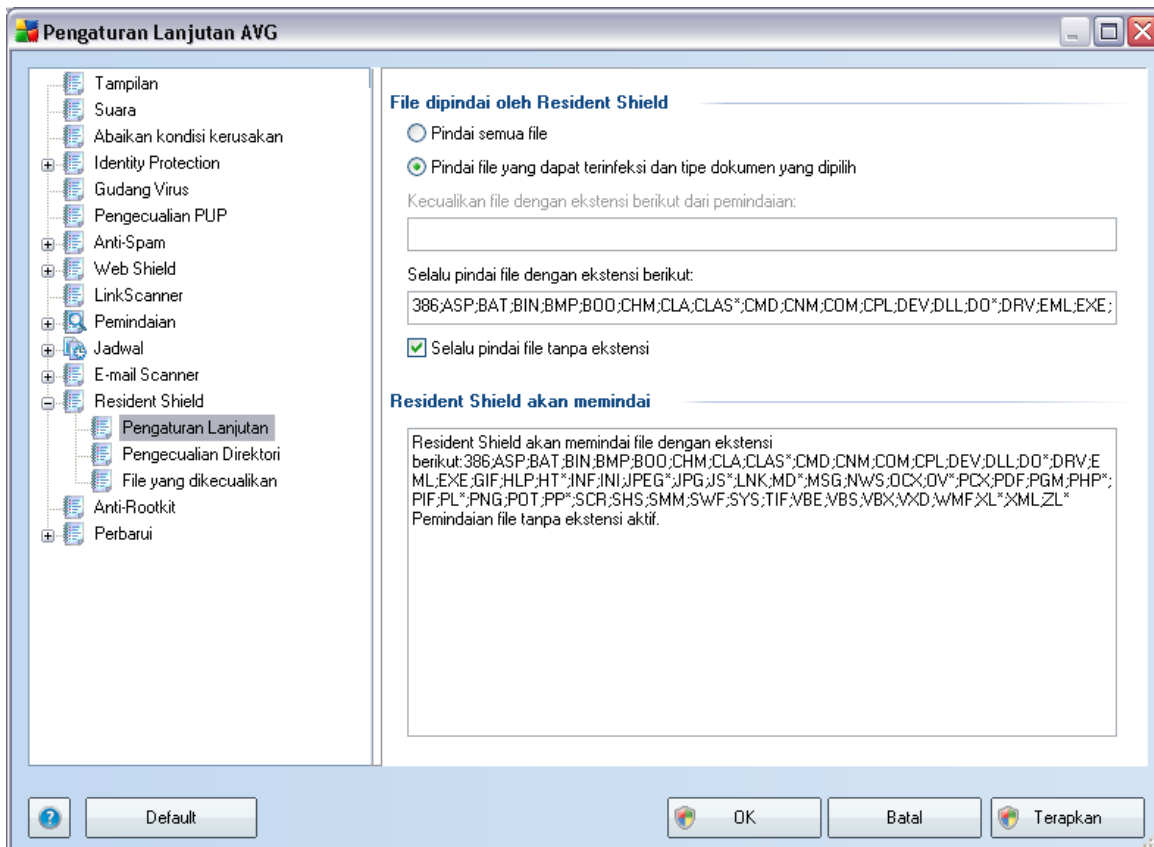 Pengaturan Lanjutan AVG
Tampilan
Suara
Abaikan kondisi kerusakan
Identity Protection
Gudang Virus
Pengecualian PUP
Anti-Spam
Web Shield
LinkScanner
Pemindaian
Jadwal
E-mail Scanner
Resident Shield
Pengaturan Lanjutan
Pengecualian Direktori
File yang dikecualikan
Anti-Rootkit
Perbarui
File dipindai oleh Resident Shield
Pindai semua file
Pindai file yang dapat terinfeksi dan tipe dokumen yang dipilih
Kecualikan file dengan ekstensi berikut dari pemindaian:
Selalu pindai file dengan ekstensi berikut:
386;ASP;BAT;BIN;BMP;BOO;CHM;CLA;CLAS*;CMD;CNM;COM;CPL;DEV;DLL;DO*;DRV;EML;EXE;
Selalu pindai file tanpa ekstensi
Resident Shield akan memindai
Resident Shield akan memindai file dengan ekstensi
berikut:386;ASP;BAT;BIN;BMP;BOO;CHM;CLA;CLAS*;CMD;CNM;COM;CPL;DEV;DLL;DO*;DRV;E
ML;EXE;GIF;HLP;HT*;INF;INI;JPEG*;JPG;JS*;LNK;MD*;MSG;NWS;OCX;OV*;PCX;PDF;PGM;PHP*;
PIF;PL*;PNG;POT;PP*;SCR;SHS;SMM;SWF;SYS;TIF;VBE;VBS;VBX;VXD;WMF;XL*;XML;ZL*
Pemindaian file tanpa ekstensi aktif.
?
Default
OK
Batal
Terapkan